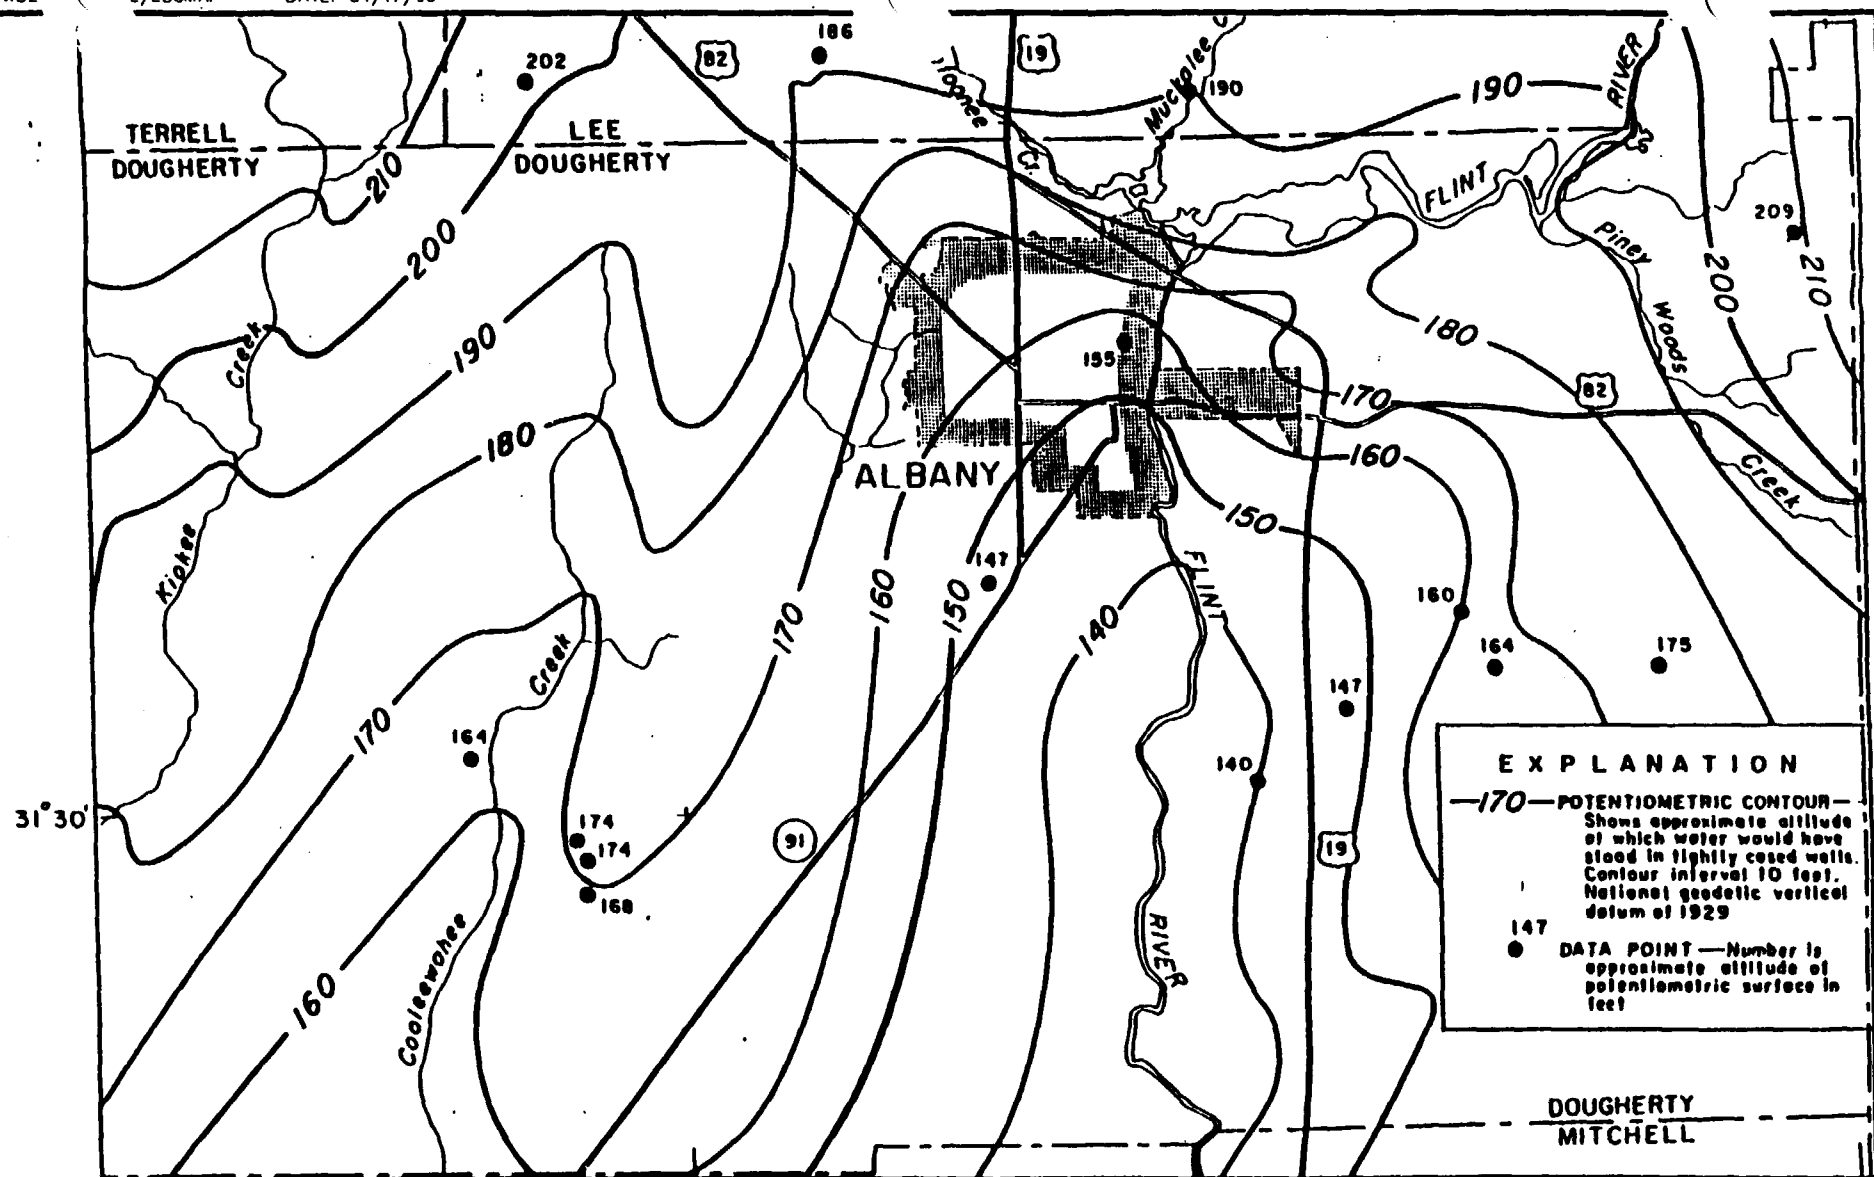 186
202
82
19
190
190
RIVER
Muckalee
TERRELL
DOUGHERTY
LEE
DOUGHERTY
Cr.
210
FLINT
209
Piney
200
200
210
Creek
190
155
180
Woods
82
170
180
ALBANY
160
Creek
150
Kiokee
147
FLINT
160
150
140
160
170
Creek
164
175
147
170
164
140
EXPLANATION
—170—POTENTIOMETRIC CONTOUR—
Shows approximate altitude
at which water would have
stood in tightly cased wells.
Contour interval 10 feet.
National geodetic vertical
datum of 1929
31°30'
174
174
91
19
168
147
DATA POINT—Number is
approximate altitude of
potentiometric surface in
feet
RIVER
Cooleewahee
160
DOUGHERTY
MITCHELL